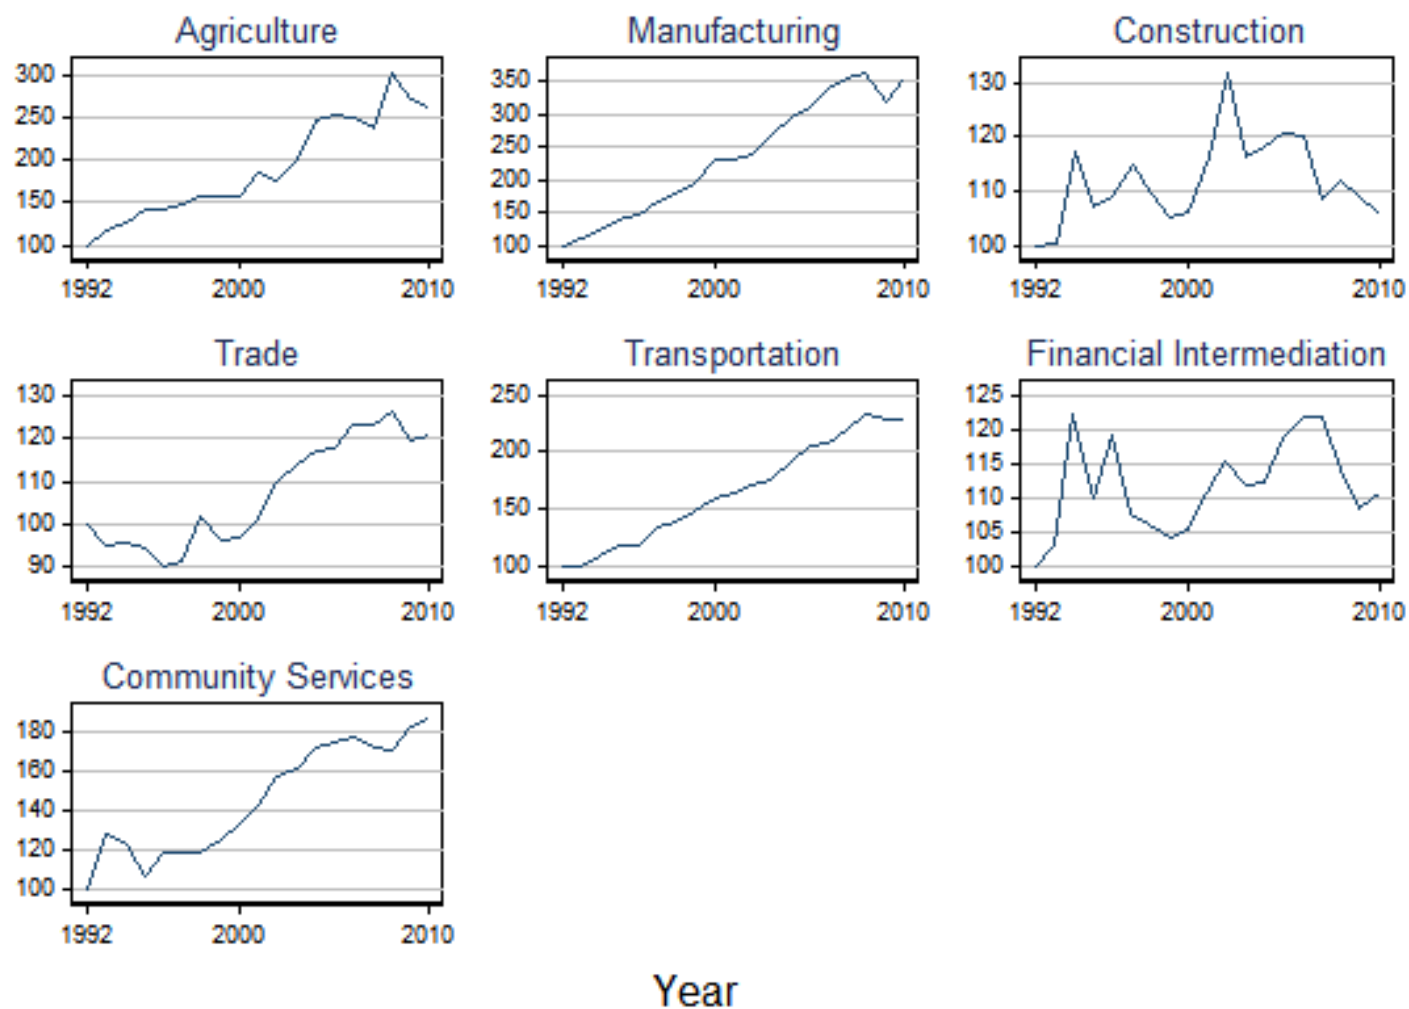 Agriculture
300
250
200
150
100
1992 2000 2010
Manufacturing
350
300
250
200
150
100
1992 2000 2010
Construction
130
120
110
100
1992 2000 2010
Trade
130
120
110
100
90
1992 2000 2010
Transportation
250
200
150
100
1992 2000 2010
Financial Intermediation
125
120
115
110
105
100
1992 2000 2010
Community Services
180
160
140
120
100
1992 2000 2010
Year